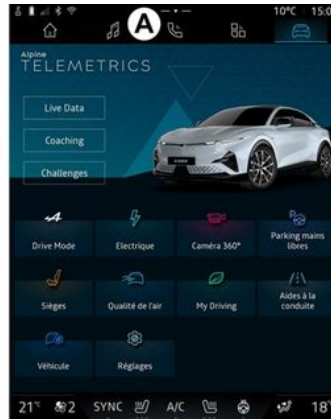 10°C 15:0
A
Alpine
TELEMETRICS
Live Data
Coaching
Challenges
Drive Mode
Electrique
Caméra 360°
Parking mains
libres
Sièges
Qualité de l'air
My Driving
Aides à la
conduite
Véhicule
Réglages
21°C 2 SYNC A/C 18°